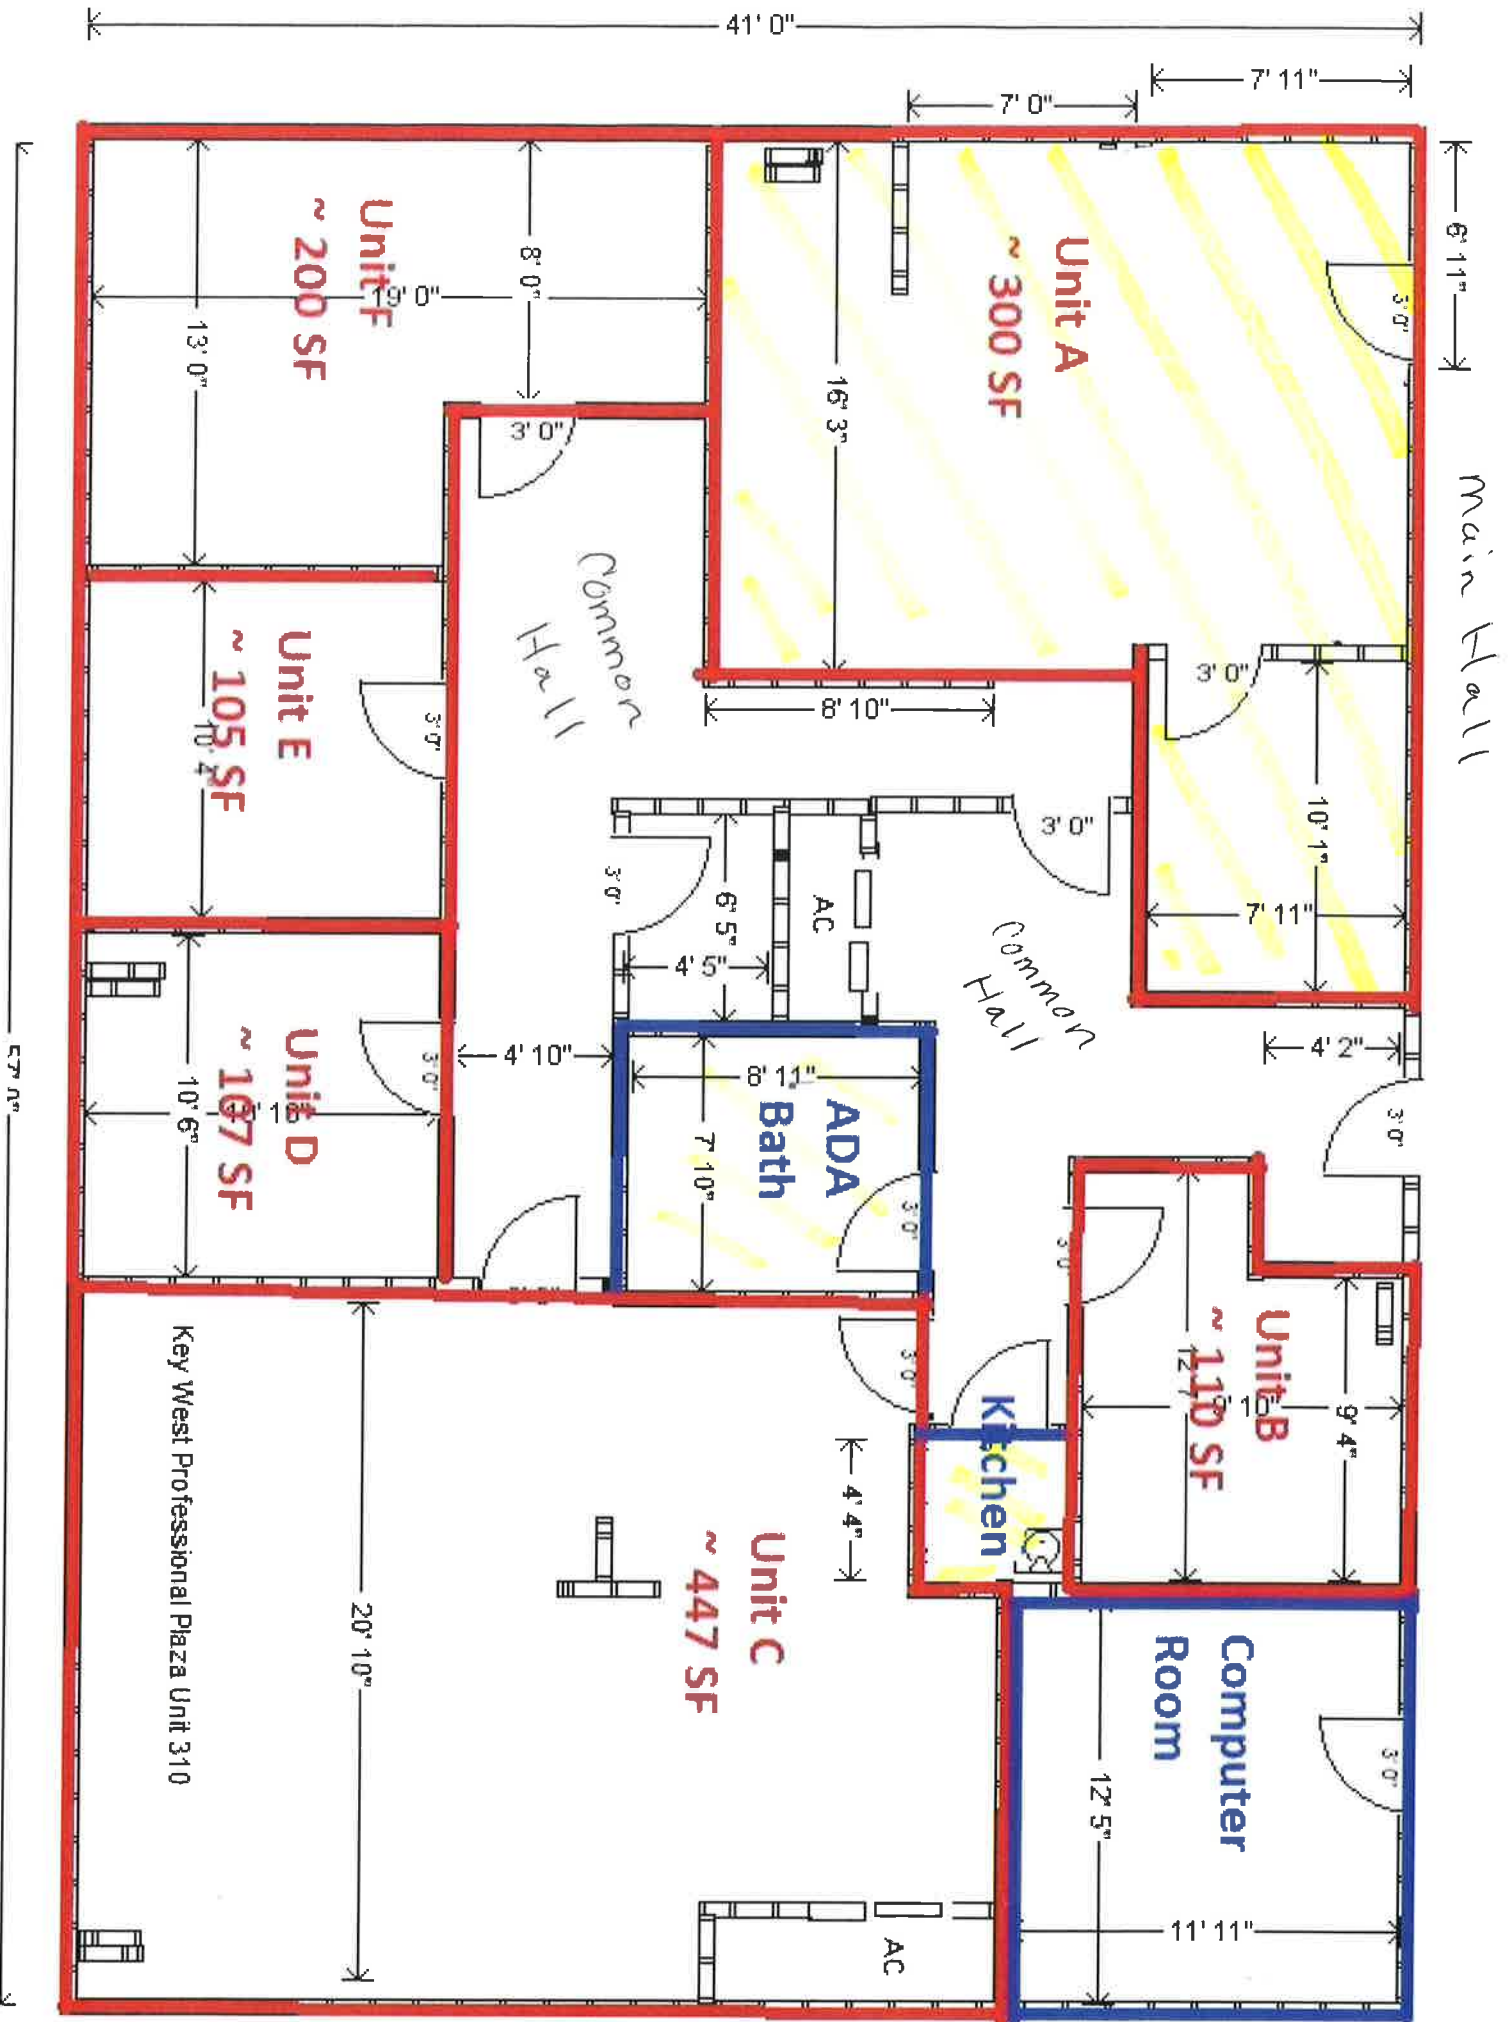 41' 0"
7' 11"
7' 0"
6' 11"
main Hall
Unit A
~ 300 SF
16' 3"
3' 0"
3' 0"
10' 1"
7' 11"
8' 10"
Unit F
~ 200 SF
19' 0"
8' 0"
13' 0"
3' 0"
Common
Hall
Unit E
~ 105 SF
10' 4"
3' 0"
3' 0"
6' 5"
4' 5"
AC
3' 0"
Common
Hall
4' 2"
3' 0"
Unit D
~ 107 SF
10' 6"
3' 0"
4' 10"
ADA
Bath
8' 11"
7' 10"
3' 0"
Unit B
~ 110 SF
9' 4"
3' 0"
Kitchen
4' 4"
3' 0"
Unit C
~ 447 SF
20' 10"
AC
Computer
Room
3' 0"
12' 5"
11' 11"
Key West Professional Plaza Unit 310